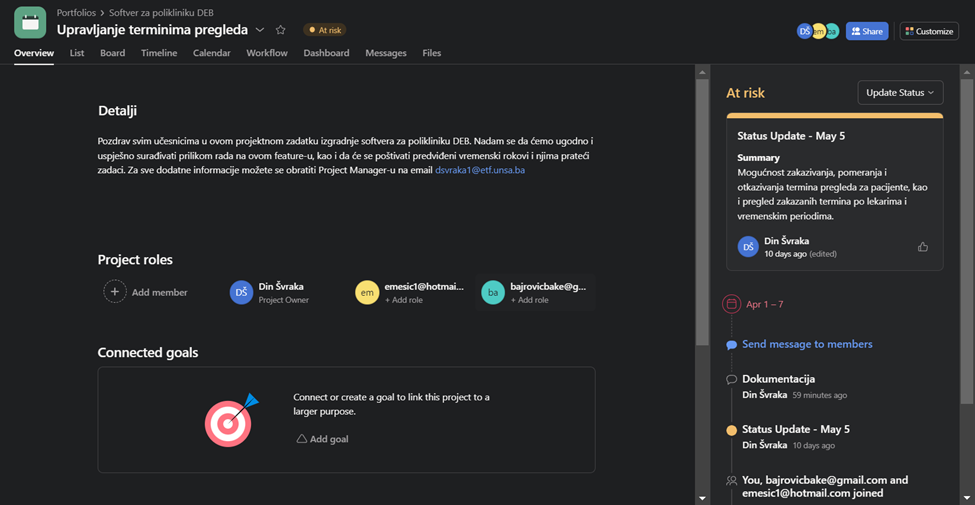 Portfolios > Softver za polikliniku DEB
Upravljanje terminima pregleda
At risk
DŠ em ba
Share
Customize
Overview List Board Timeline Calendar Workflow Dashboard Messages Files
Detalji
Pozdrav svim učesnicima u ovom projektnom zadatku izgradnje softvera za polikliniku DEB. Nadam se da ćemo ugodno i
uspješno surađivati prilikom rada na ovom feature-u, kao i da će se poštivati predviđeni vremenski rokovi i njima prateći
zadaci. Za sve dodatne informacije možete se obratiti Project Manager-u na email dsvraka1@etf.unsa.ba
Project roles
Add member
DŠ
Din Švraka
Project Owner
em
emesic1@hotmai...
+ Add role
ba
bajrovicbake@g...
+ Add role
Connected goals
Connect or create a goal to link this project to a
larger purpose.
Add goal
At risk
Update Status
Status Update - May 5
Summary
Mogućnost zakazivanja, pomeranja i
otkazivanja termina pregleda za pacijente, kao
i pregled zakazanih termina po lekarima i
vremenskim periodima.
DŠ
Din Švraka
10 days ago (edited)
Apr 1 – 7
Send message to members
Dokumentacija
Din Švraka 59 minutes ago
Status Update - May 5
Din Švraka 10 days ago
You, bajrovicbake@gmail.com and
emesic1@hotmail.com joined